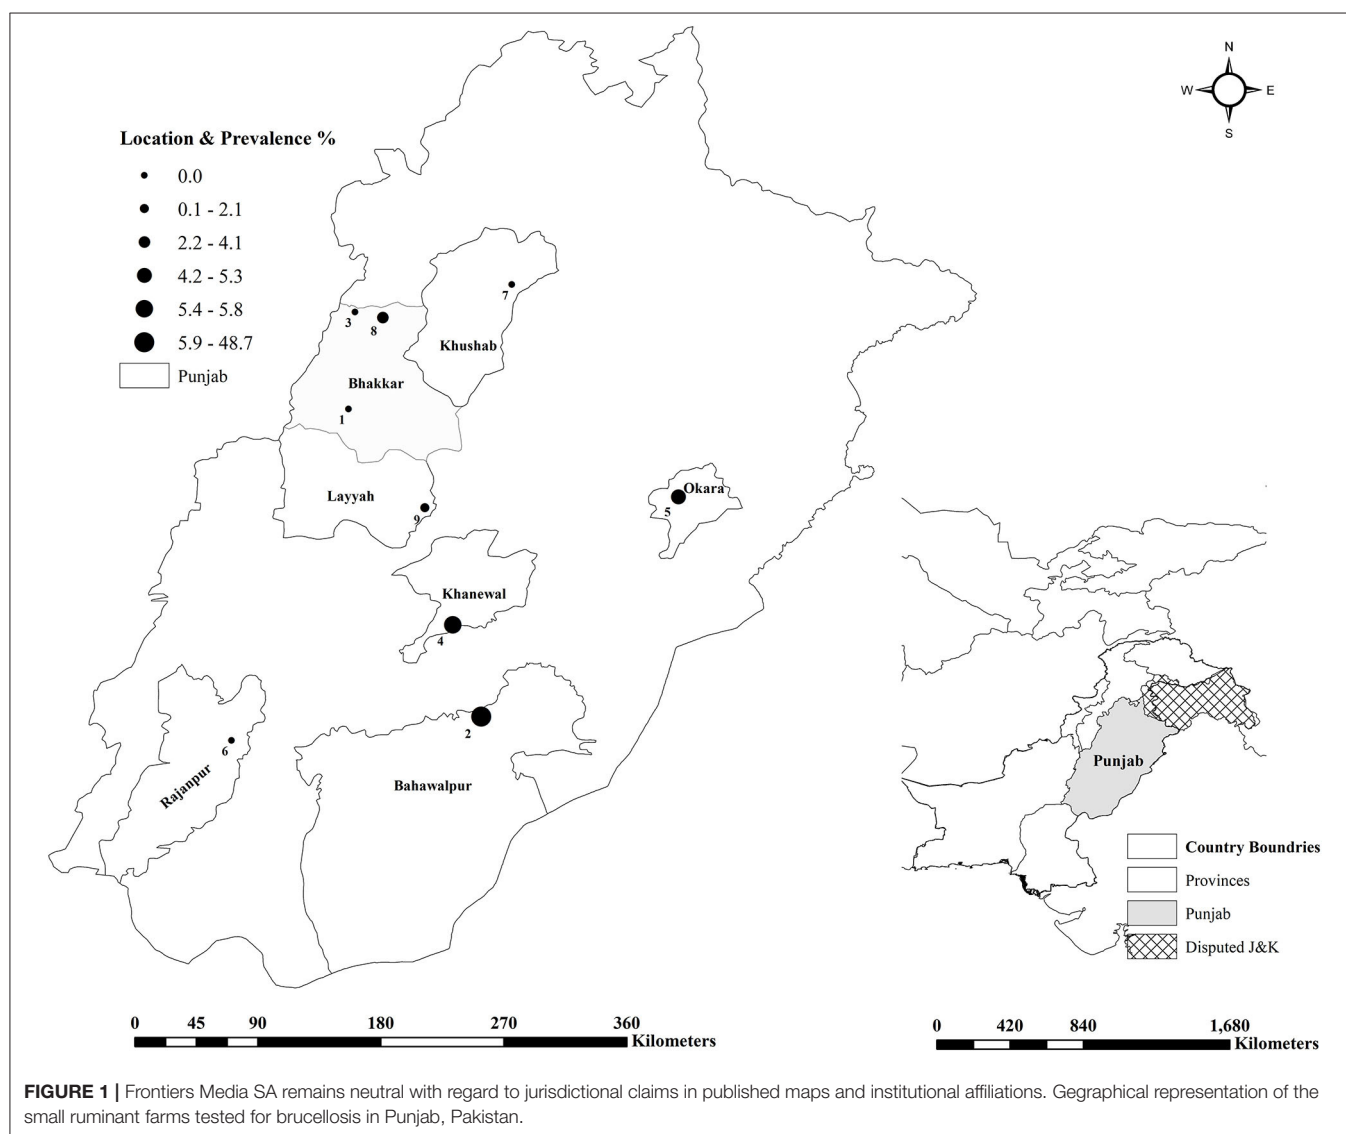 N
W
E
S
Location & Prevalence %
0.0
0.1 - 2.1
2.2 - 4.1
4.2 - 5.3
5.4 - 5.8
5.9 - 48.7
Punjab
7
Khushab
3
8
Bhakkar
1
Layyah
9
Okara
5
Khanewal
4
2
6
Rajanpur
Bahawalpur
Punjab
Country Boundries
Provinces
Punjab
Disputed J&K
0 45 90 180 270 360
Kilometers
0 420 840 1,680
Kilometers
FIGURE 1 | Frontiers Media SA remains neutral with regard to jurisdictional claims in published maps and institutional affiliations. Gegraphical representation of the
small ruminant farms tested for brucellosis in Punjab, Pakistan.